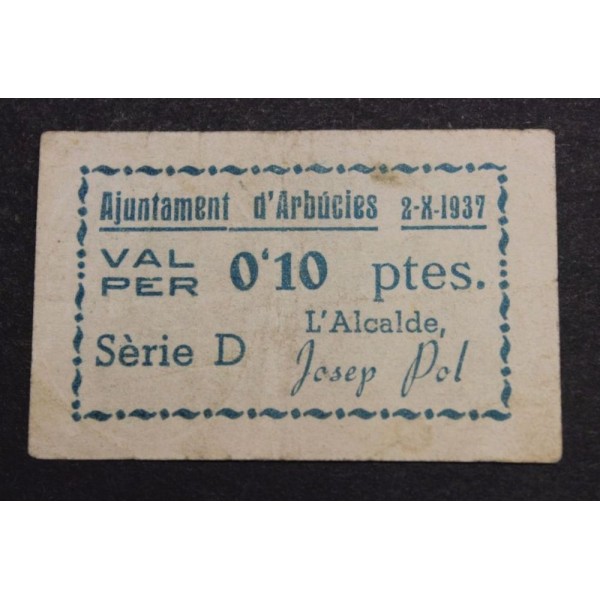 Ajuntament d'Arbúcies 2-X-1937
VAL PER 0'10 ptes.
L'Alcalde,
Sèrie D Josep Pol